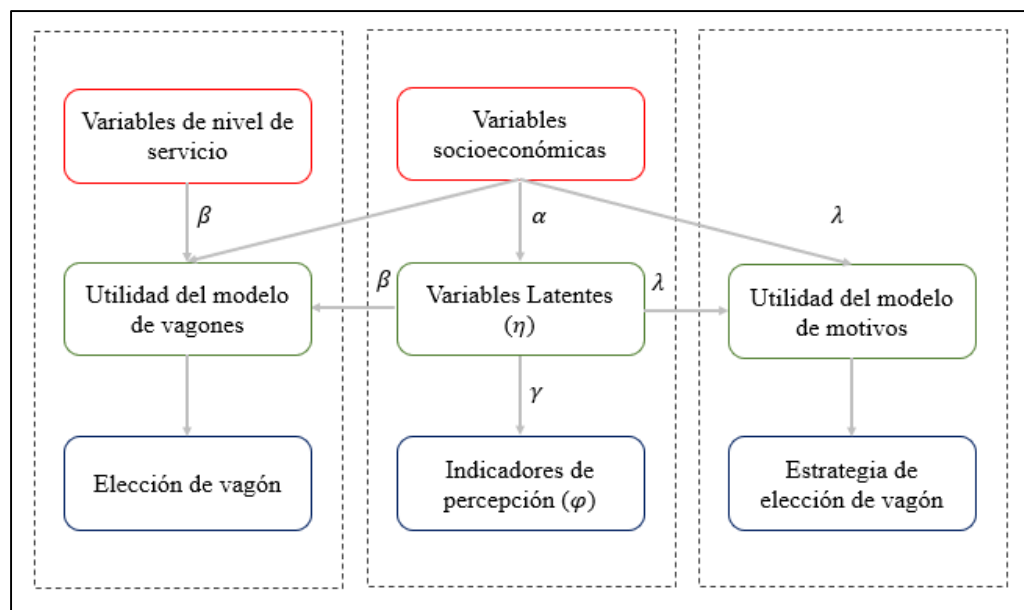 Variables de nivel de
servicio
Variables
socioeconómicas
β
α
λ
Utilidad del modelo
de vagones
β
Variables Latentes
(η)
λ
Utilidad del modelo
de motivos
γ
Elección de vagón
Indicadores de
percepción (φ)
Estrategia de
elección de vagón